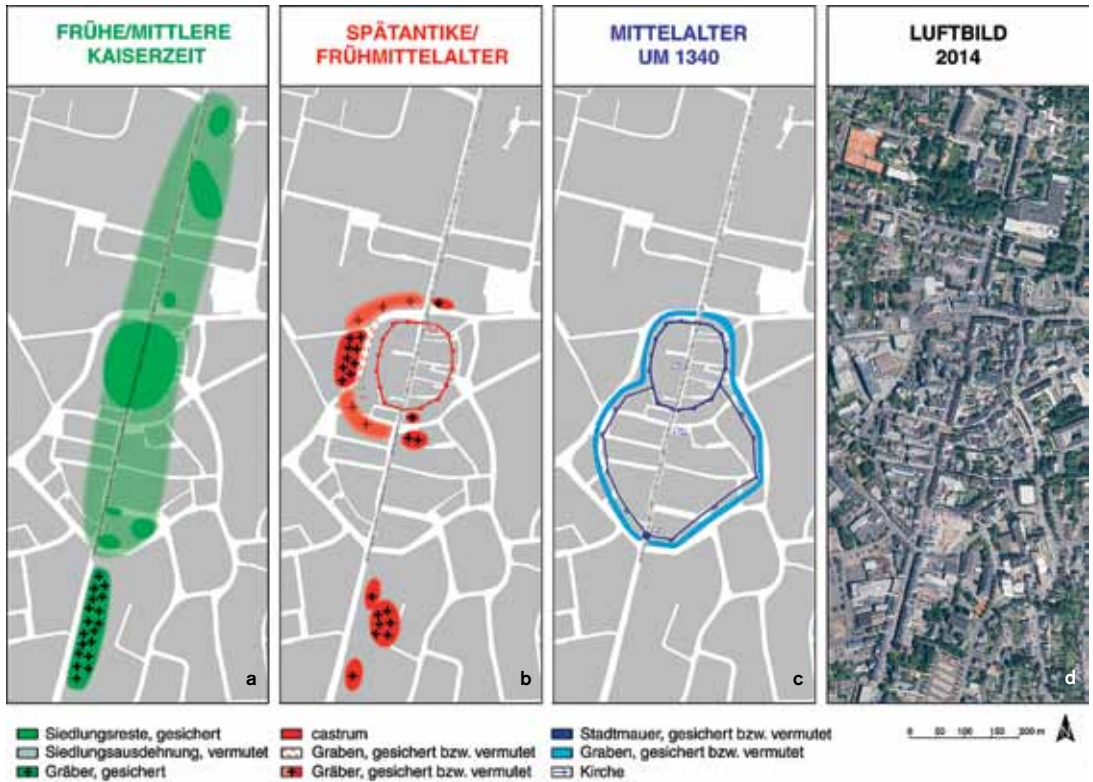 FRÜHE/MITTLERE
KAISERZEIT
SPÄTANTIKE/
FRÜHMITTELALTER
MITTELALTER
UM 1340
LUFTBILD
2014
a
b
c
d
Siedlungsreste, gesichert
Siedlungsausdehnung, vermutet
Gräber, gesichert
castrum
Graben, gesichert bzw. vermutet
Gräber, gesichert bzw. vermutet
Stadtmauer, gesichert bzw. vermutet
Graben, gesichert bzw. vermutet
Kirche
0 50 100 150 200 m